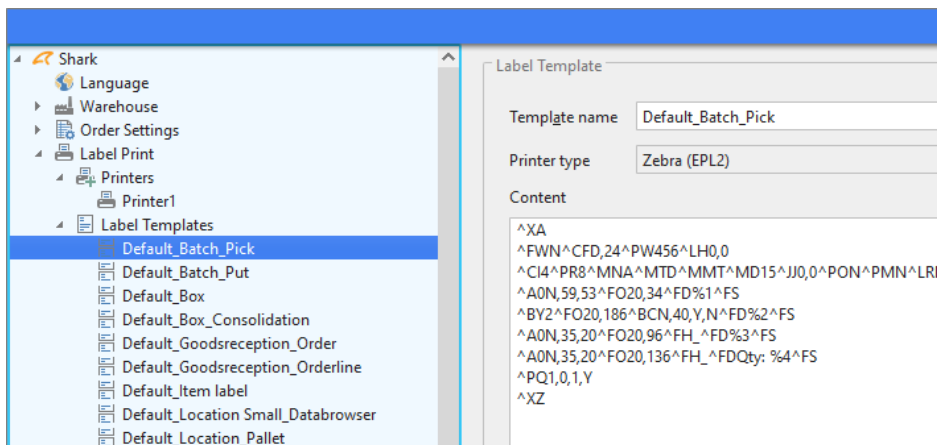 Shark
Language
Warehouse
Order Settings
Label Print
Printers
Printer1
Label Templates
Default_Batch_Pick
Default_Batch_Put
Default_Box
Default_Box_Consolidation
Default_Goodsreception_Order
Default_Goodsreception_Orderline
Default_Item label
Default_Location Small_Databrowser
Default_Location Pallet
Label Template
Template name
Default_Batch_Pick
Printer type
Zebra (EPL2)
Content
^XA
^FWN^CFD,24^PW456^LH0,0
^CI4^PR8^MNA^MTD^MMT^MD15^JJ0,0^PON^PMN^LR
^A0N,59,53^FO20,34^FD%1^FS
^BY2^FO20,186^BCN,40,Y,N^FD%2^FS
^A0N,35,20^FO20,96^FH_^FD%3^FS
^A0N,35,20^FO20,136^FH_^FDQty: %4^FS
^PQ1,0,1,Y
^XZ